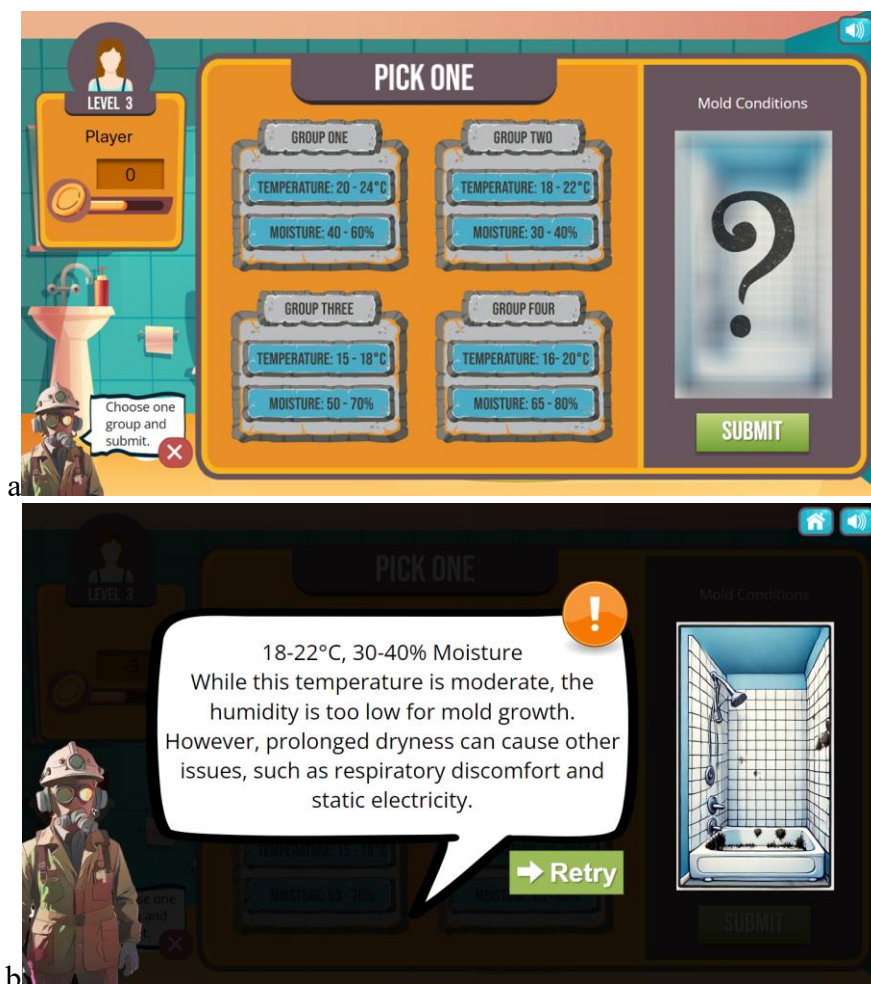 PICK ONE
LEVEL 3
Player
0
Mold Conditions
GROUP ONE
TEMPERATURE: 20 - 24°C
MOISTURE: 40 - 60%
GROUP TWO
TEMPERATURE: 18 - 22°C
MOISTURE: 30 - 40%
GROUP THREE
TEMPERATURE: 15 - 18°C
MOISTURE: 50 - 70%
GROUP FOUR
TEMPERATURE: 16- 20°C
MOISTURE: 65 - 80%
?
Choose one
group and
submit.
SUBMIT
a
PICK ONE
LEVEL 3
-3
Mold Conditions
!
18-22°C, 30-40% Moisture
While this temperature is moderate, the
humidity is too low for mold growth.
However, prolonged dryness can cause other
issues, such as respiratory discomfort and
static electricity.
Retry
MOISTURE: 50 - 70%
SUBMIT
b